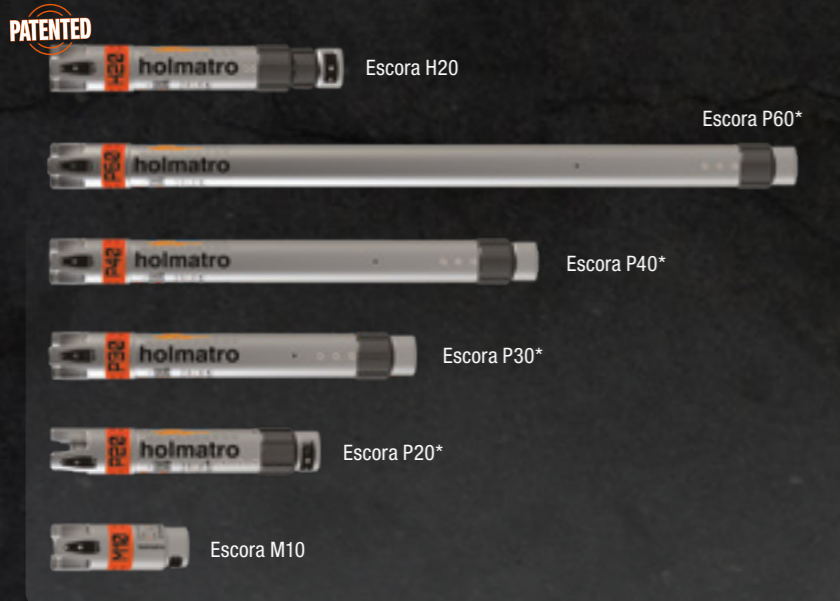 PATENTED
H20 holmatro
Escora H20
Escora P60*
P60 holmatro
P40 holmatro
Escora P40*
P30 holmatro
Escora P30*
P20 holmatro
Escora P20*
M10 holmatro
Escora M10